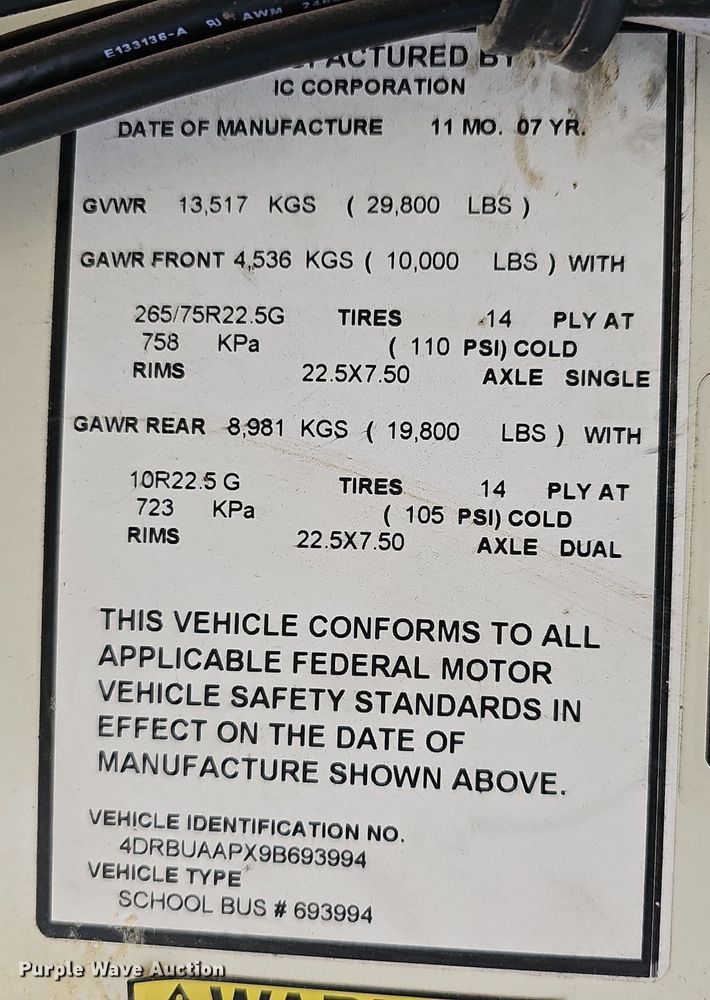 E133136-A AWM
BY
IC CORPORATION
DATE OF MANUFACTURE 11 MO. 07 YR.
GVWR 13,517 KGS ( 29,800 LBS )
GAWR FRONT 4,536 KGS ( 10,000 LBS ) WITH
265/75R22.5G TIRES 14 PLY AT
758 KPa ( 110 PSI) COLD
RIMS 22.5X7.50 AXLE SINGLE
GAWR REAR 8,981 KGS ( 19,800 LBS ) WITH
10R22.5 G TIRES 14 PLY AT
723 KPa ( 105 PSI) COLD
RIMS 22.5X7.50 AXLE DUAL
THIS VEHICLE CONFORMS TO ALL
APPLICABLE FEDERAL MOTOR
VEHICLE SAFETY STANDARDS IN
EFFECT ON THE DATE OF
MANUFACTURE SHOWN ABOVE.
VEHICLE IDENTIFICATION NO.
4DRBUAAPX9B693994
VEHICLE TYPE
SCHOOL BUS # 693994
Purple Wave Auction